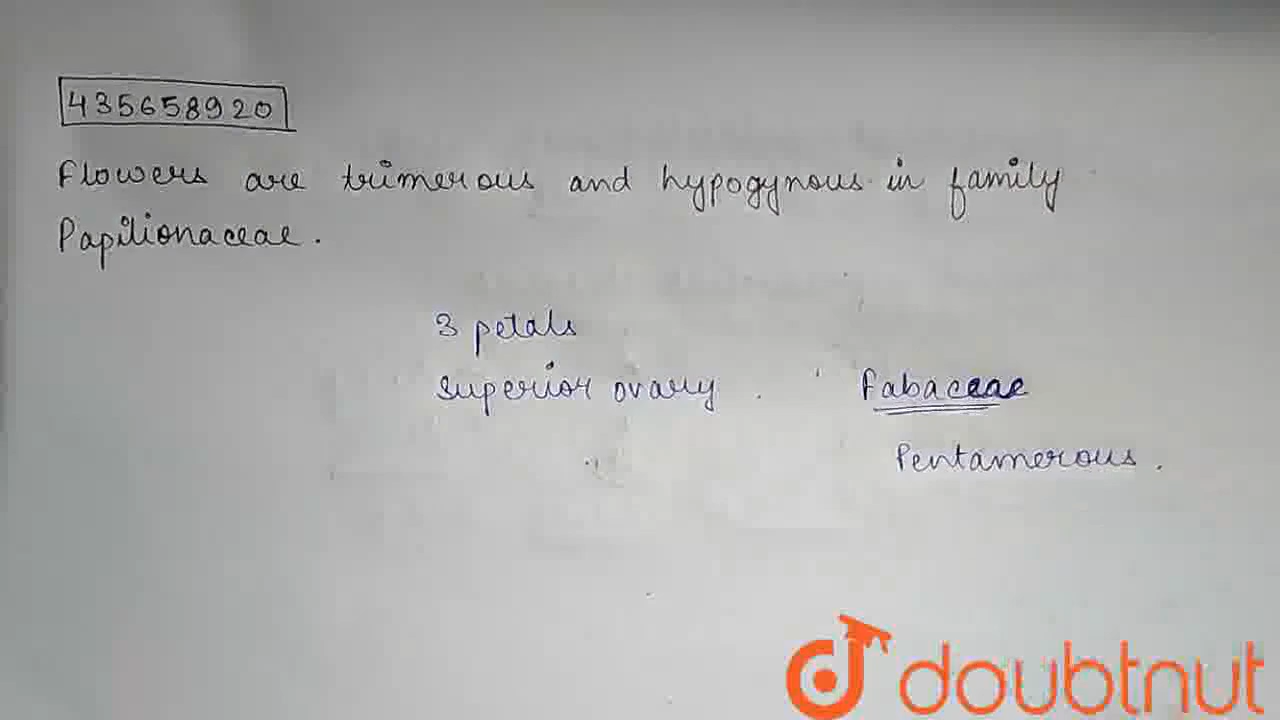 435658920
Flowers are trimerous and hypogynous in family
Papilionaceae.
3 petals
superior ovary.
Fabaceae
Pentamerous.
doubtnut